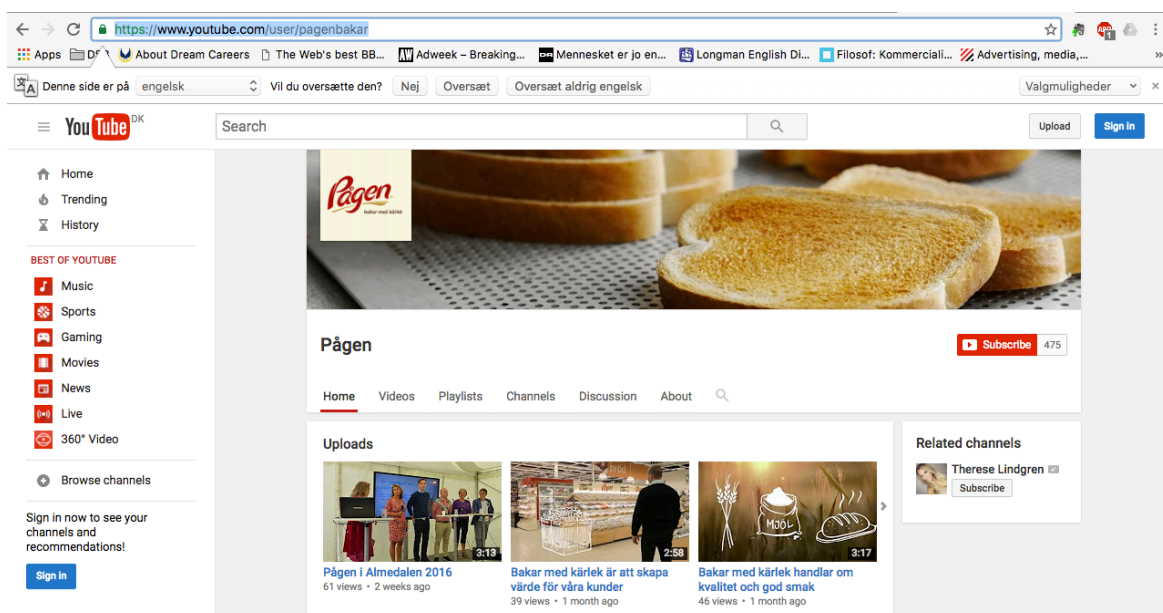 https://www.youtube.com/user/pagenbakar
Apps
About Dream Careers
The Web's best BB...
Adweek – Breaking...
Mennesket er jo en...
Longman English Di...
Filosof: Kommerciali...
Advertising, media,...
»
Denne side er på engelsk Vil du oversætte den? Nej Oversæt Oversæt aldrig engelsk Valgmuligheder ×
YouTube DK Search Upload Sign in
Home
Trending
History
BEST OF YOUTUBE
Music
Sports
Gaming
Movies
News
Live
360° Video
Browse channels
Sign in now to see your
channels and
recommendations!
Sign in
Pågen
bakar med kärlek
Pågen
Subscribe 475
Home Videos Playlists Channels Discussion About
Uploads
3:13
Pågen i Almedalen 2016
61 views • 2 weeks ago
bröd
2:58
Bakar med kärlek är att skapa
värde för våra kunder
39 views • 1 month ago
MJÖL
3:17
Bakar med kärlek handlar om
kvalitet och god smak
46 views • 1 month ago
Related channels
Therese Lindgren
Subscribe